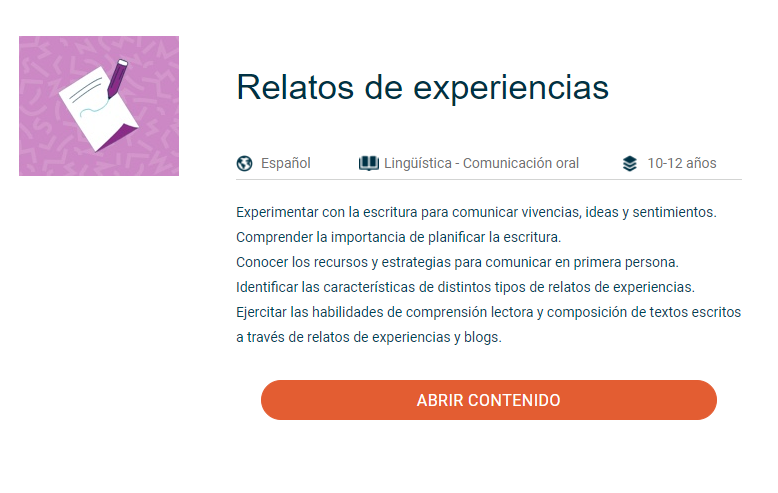 Relatos de experiencias
Español
Lingüística - Comunicación oral
10-12 años
Experimentar con la escritura para comunicar vivencias, ideas y sentimientos.
Comprender la importancia de planificar la escritura.
Conocer los recursos y estrategias para comunicar en primera persona.
Identificar las características de distintos tipos de relatos de experiencias.
Ejercitar las habilidades de comprensión lectora y composición de textos escritos
a través de relatos de experiencias y blogs.
ABRIR CONTENIDO